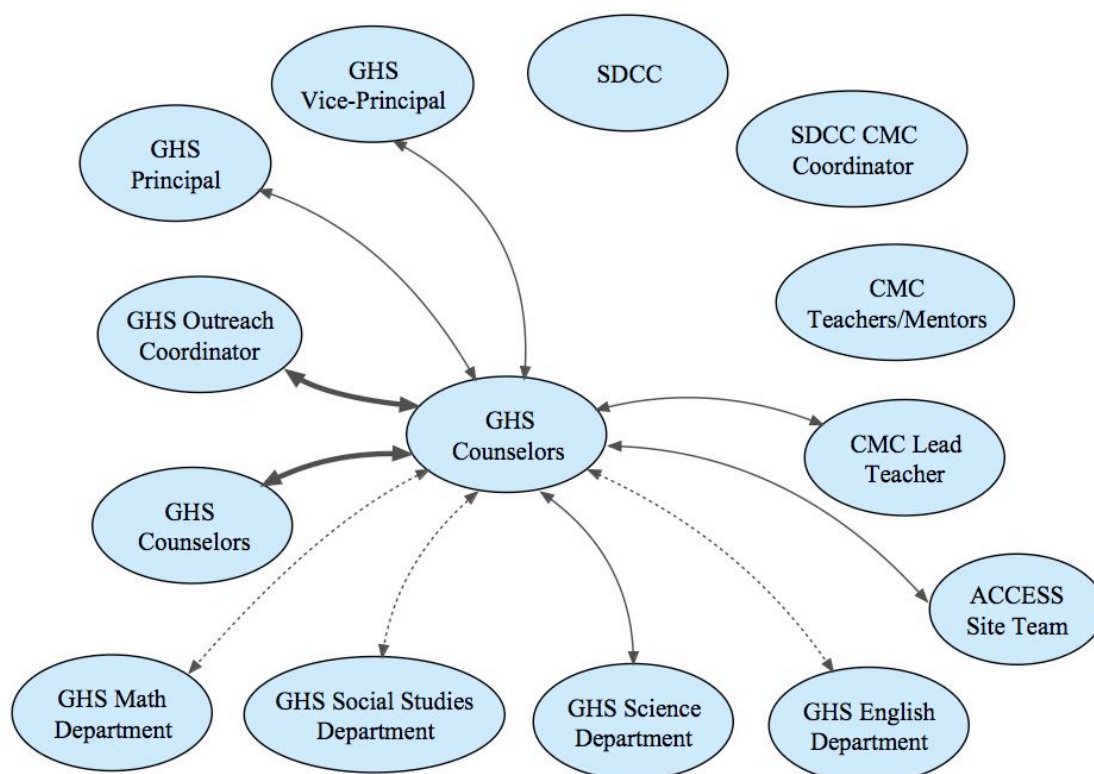 GHS
Vice-Principal
SDCC
SDCC CMC
Coordinator
GHS
Principal
CMC
Teachers/Mentors
GHS Outreach
Coordinator
GHS
Counselors
CMC Lead
Teacher
GHS
Counselors
ACCESS
Site Team
GHS Math
Department
GHS Social Studies
Department
GHS Science
Department
GHS English
Department